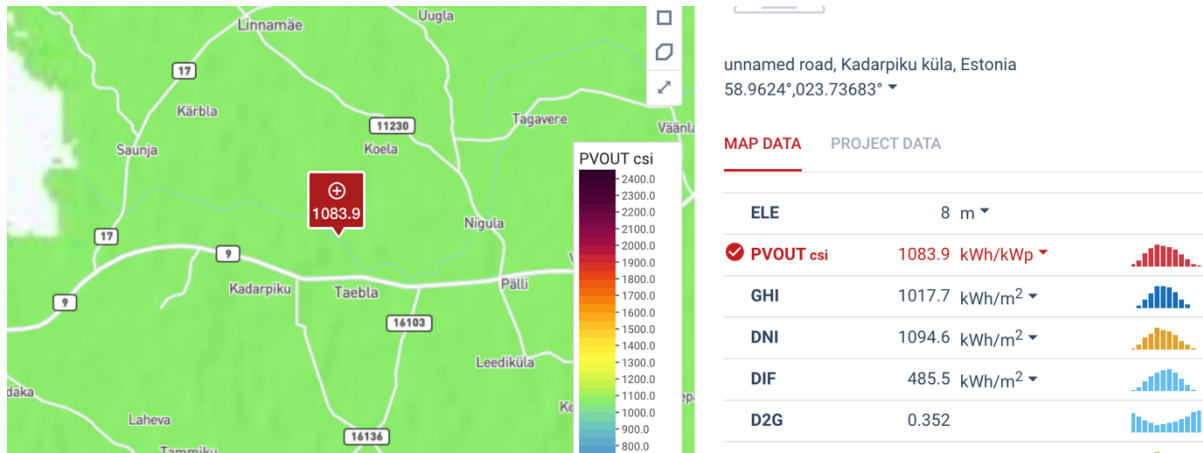 Uugla
Linnamäe
17
Kärbla
11230
Tagavere
Saunja
Koela
1083.9
Nigula
17
9
Kadarpiku
Taebla
Pälli
9
16103
Leediküla
Laheva
16136
PVOUT csi
2400.0
2300.0
2200.0
2100.0
2000.0
1900.0
1800.0
1700.0
1600.0
1500.0
1400.0
1300.0
1200.0
1100.0
1000.0
900.0
800.0
unnamed road, Kadarpiku küla, Estonia
58.9624°,023.73683°
MAP DATA PROJECT DATA
ELE 8 m
PVOUT csi 1083.9 kWh/kWp
GHI 1017.7 kWh/m²
DNI 1094.6 kWh/m²
DIF 485.5 kWh/m²
D2G 0.352